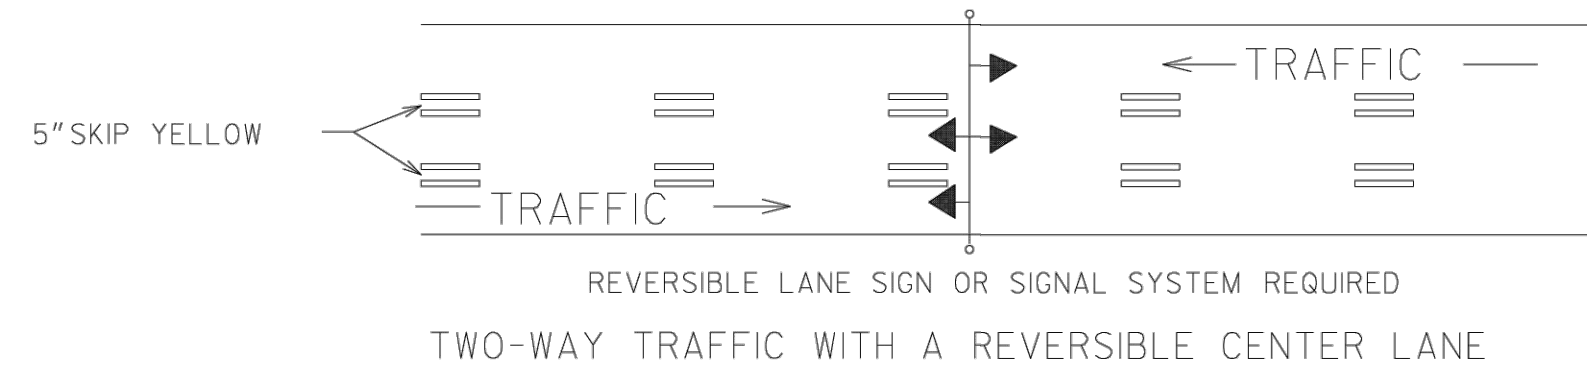 TRAFFIC
5" SKIP YELLOW
TRAFFIC
REVERSIBLE LANE SIGN OR SIGNAL SYSTEM REQUIRED
TWO-WAY TRAFFIC WITH A REVERSIBLE CENTER LANE